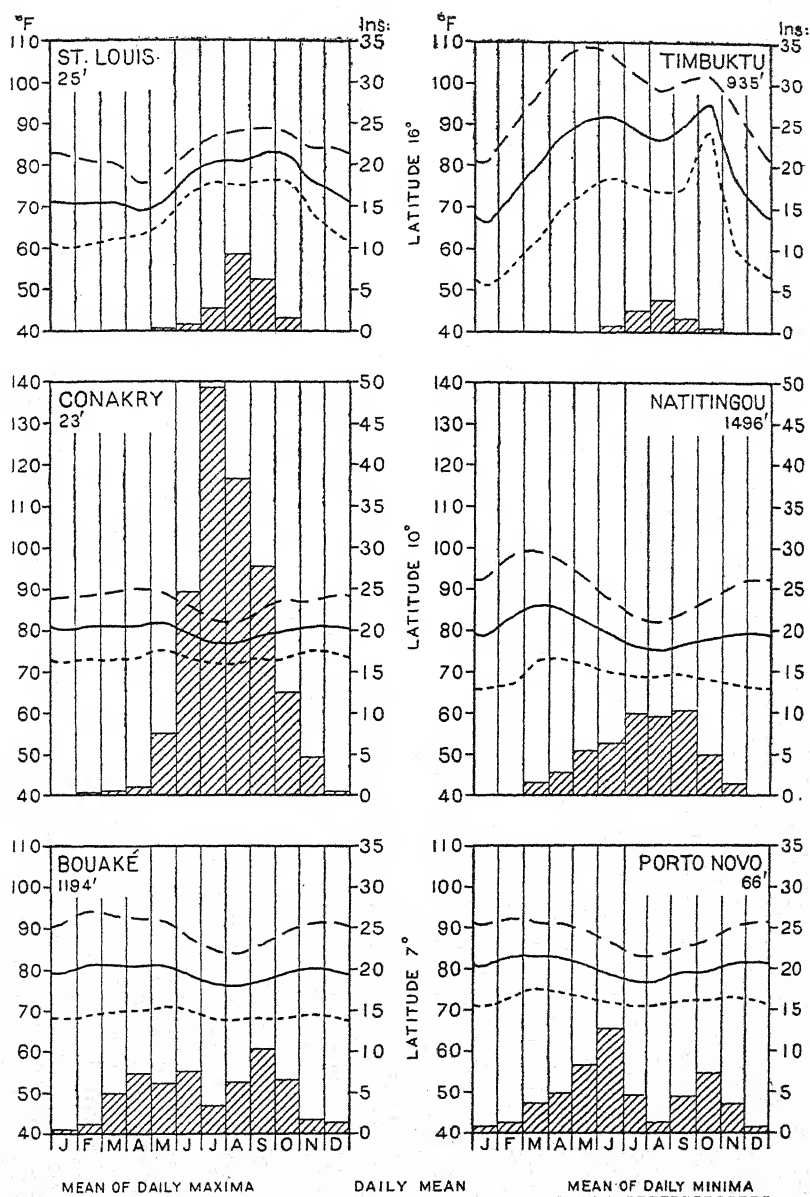 °F Ins:
ST. LOUIS
25'
110 100 90 80 70 60 50 40
35 30 25 20 15 10 5 0
LATITUDE 16°
°F Ins:
TIMBUKTU
935'
110 100 90 80 70 60 50 40
35 30 25 20 15 10 5 0
CONAKRY
23'
140 130 120 110 100 90 80 70 60 50 40
50 45 40 35 30 25 20 15 10 5 0
LATITUDE 10°
NATITINGOU
1496'
140 130 120 110 100 90 80 70 60 50 40
50 45 40 35 30 25 20 15 10 5 0
BOUAKÉ
1194'
110 100 90 80 70 60 50 40
35 30 25 20 15 10 5 0
J F M A M J J A S O N D
LATITUDE 7°
PORTO NOVO
66'
110 100 90 80 70 60 50 40
35 30 25 20 15 10 5 0
J F M A M J J A S O N D
MEAN OF DAILY MAXIMA DAILY MEAN MEAN OF DAILY MINIMA